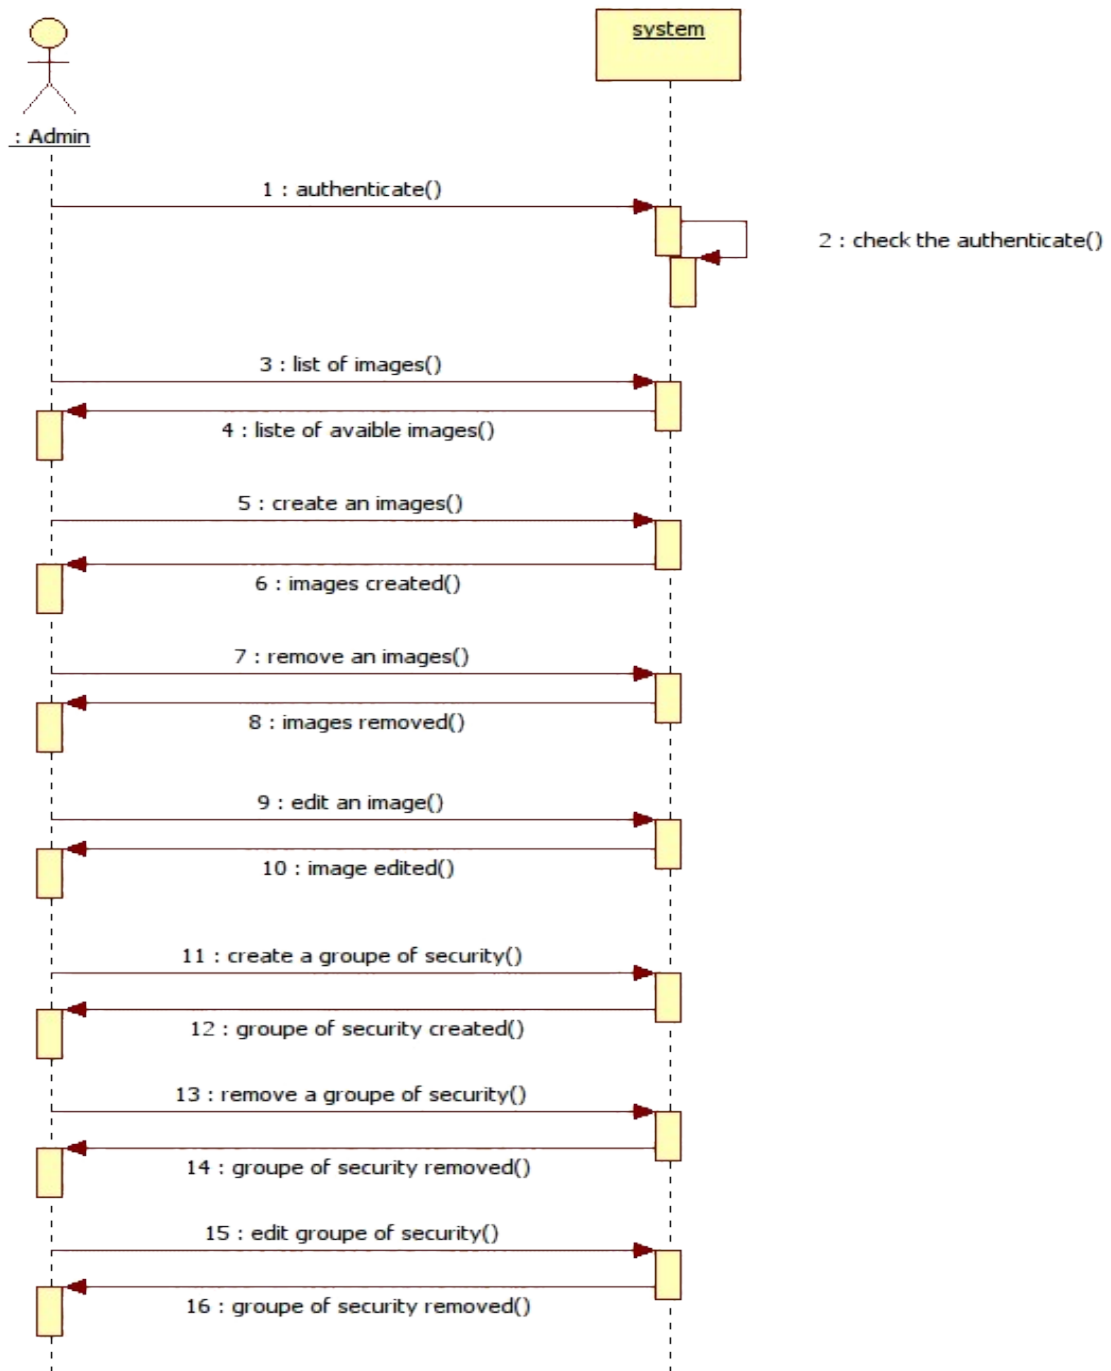 system
: Admin
1 : authenticate()
2 : check the authenticate()
3 : list of images()
4 : liste of avaible images()
5 : create an images()
6 : images created()
7 : remove an images()
8 : images removed()
9 : edit an image()
10 : image edited()
11 : create a groupe of security()
12 : groupe of security created()
13 : remove a groupe of security()
14 : groupe of security removed()
15 : edit groupe of security()
16 : groupe of security removed()